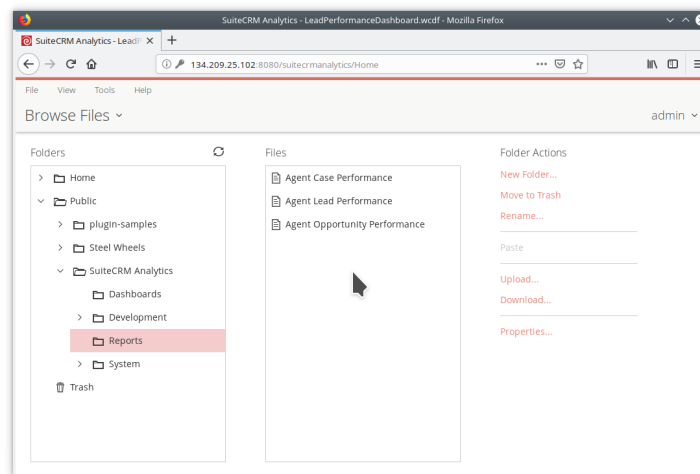 SuiteCRM Analytics - LeadPerformanceDashboard.wcdf - Mozilla Firefox
SuiteCRM Analytics - LeadP
134.209.25.102:8080/suitecrmanalytics/Home
File View Tools Help
Browse Files
admin
Folders
Home
Public
plugin-samples
Steel Wheels
SuiteCRM Analytics
Dashboards
Development
Reports
System
Trash
Files
Agent Case Performance
Agent Lead Performance
Agent Opportunity Performance
Folder Actions
New Folder...
Move to Trash
Rename...
Paste
Upload...
Download...
Properties...